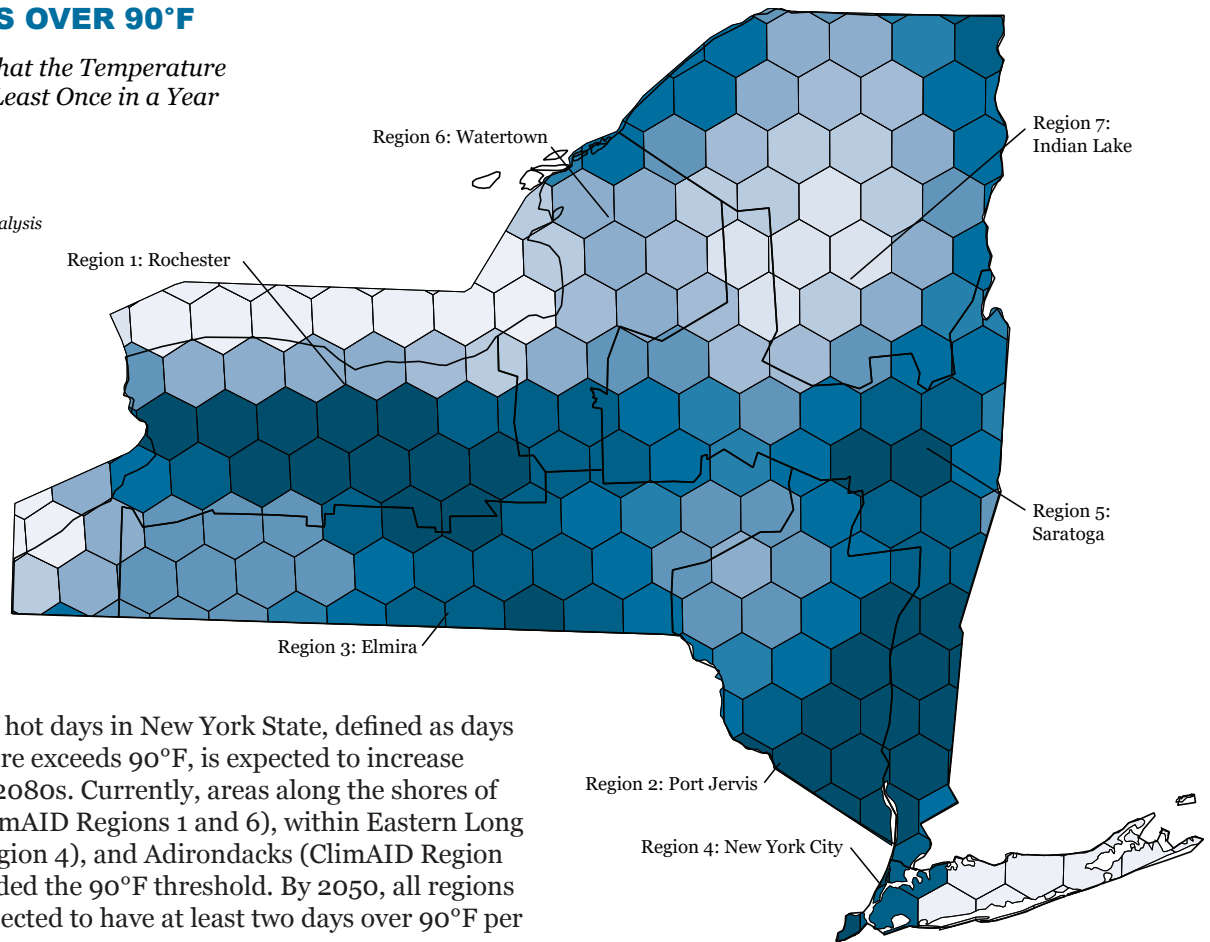 S OVER 90°F
hat the Temperature
Least Once in a Year
alysis
Region 6: Watertown
Region 7:
Indian Lake
Region 1: Rochester
Region 5:
Saratoga
Region 3: Elmira
Region 2: Port Jervis
Region 4: New York City
hot days in New York State, defined as days
re exceeds 90°F, is expected to increase
2080s. Currently, areas along the shores of
mAID Regions 1 and 6), within Eastern Long
gion 4), and Adirondacks (ClimAID Region
ded the 90°F threshold. By 2050, all regions
pected to have at least two days over 90°F per